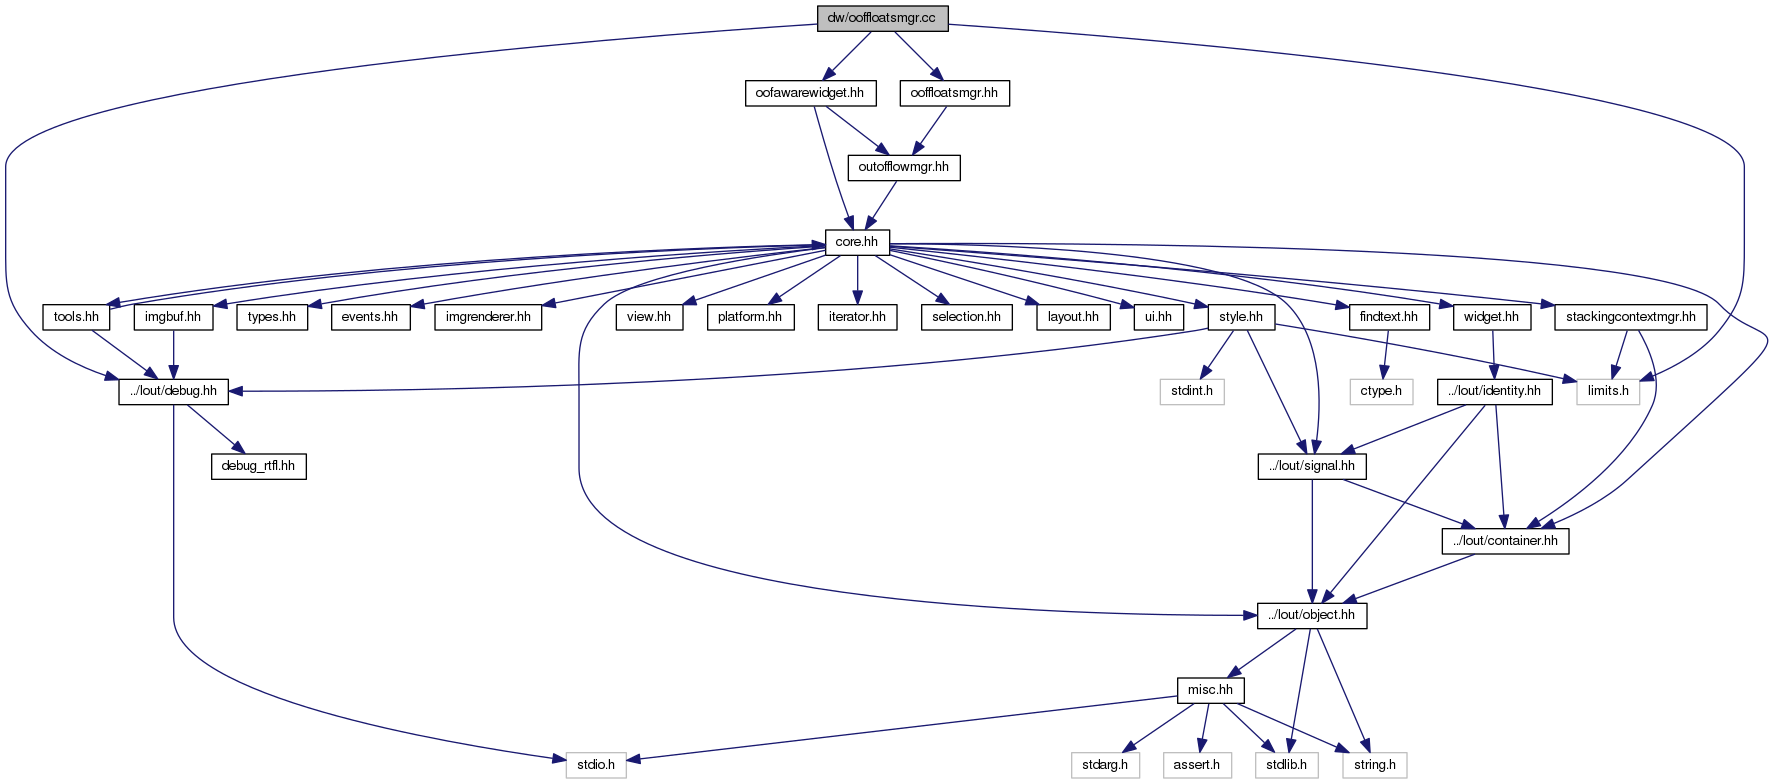 dw/ooffloatsmgr.cc
oofawarewidget.hh
ooffloatsmgr.hh
outofflowmgr.hh
core.hh
tools.hh
imgbuf.hh
types.hh
events.hh
imgrenderer.hh
view.hh
platform.hh
iterator.hh
selection.hh
layout.hh
ui.hh
style.hh
findtext.hh
widget.hh
stackingcontextmgr.hh
../lout/debug.hh
stdint.h
ctype.h
../lout/identity.hh
limits.h
debug_rtfl.hh
../lout/signal.hh
../lout/container.hh
../lout/object.hh
misc.hh
stdio.h
stdarg.h
assert.h
stdlib.h
string.h